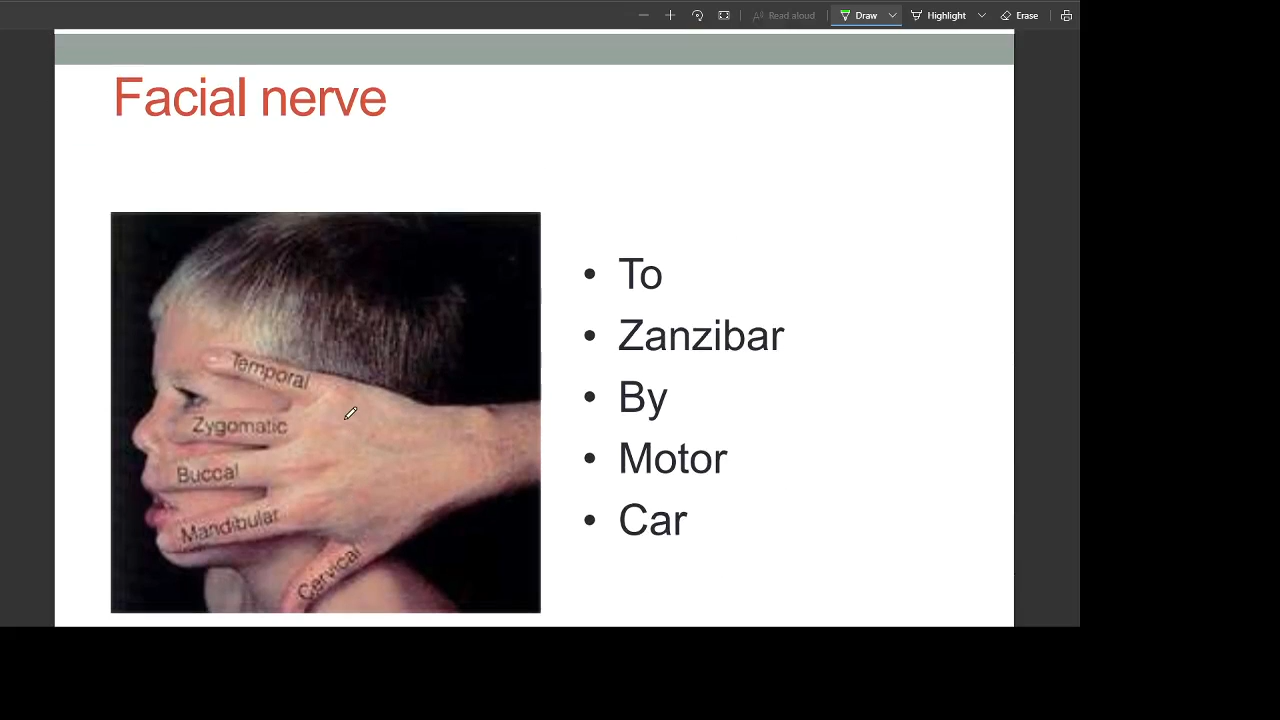 Read aloud
Draw
Highlight
Erase
Facial nerve
Temporal
Zygomatic
Buccal
Mandibular
Cervical
• To
• Zanzibar
• By
• Motor
• Car